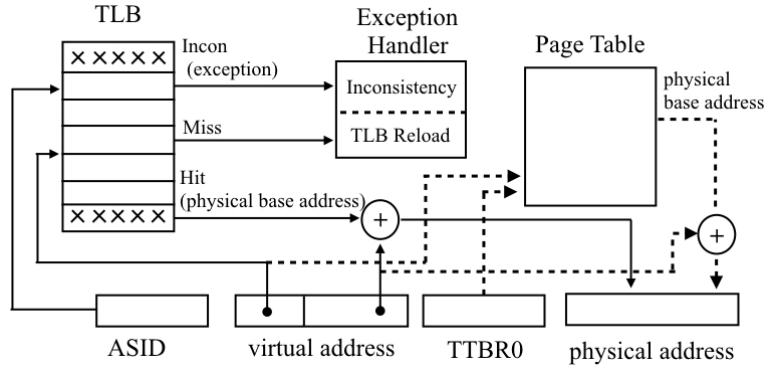 TLB
Exception
Handler
Page Table
Incon
(exception)
×××××
Inconsistency
physical
base address
Miss
TLB Reload
Hit
(physical base address)
×××××
+
+
ASID
virtual address
TTBR0
physical address